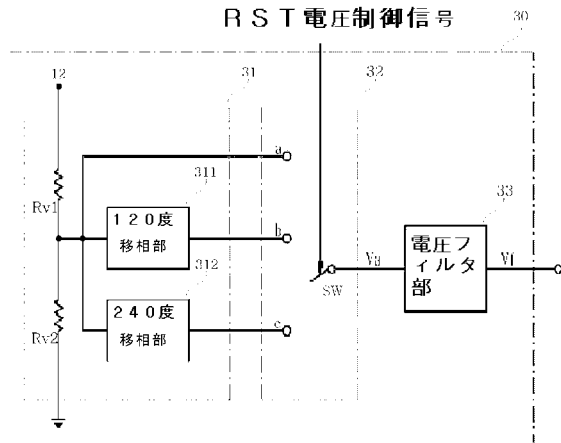 RST電圧制御信号
30
12
31
32
a
311
Rv1
120度
移相部
b
33
電圧フ
ィルタ
部
312
Vg
Vf
SW
240度
移相部
c
Rv2